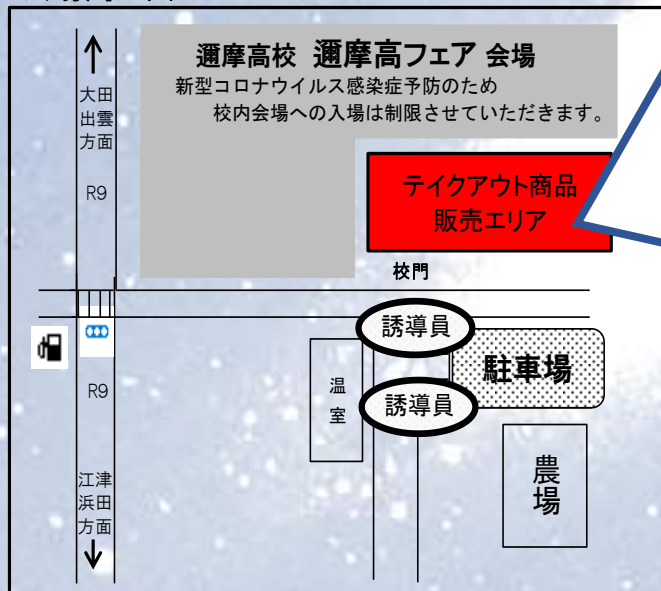 邇摩高校 邇摩高フェア 会場
新型コロナウイルス感染症予防のため
校内会場への入場は制限させていただきます。
大田
出雲
方面
R9
テイクアウト商品
販売エリア
校門
誘導員
駐車場
温室
誘導員
R9
農場
江津
浜田
方面